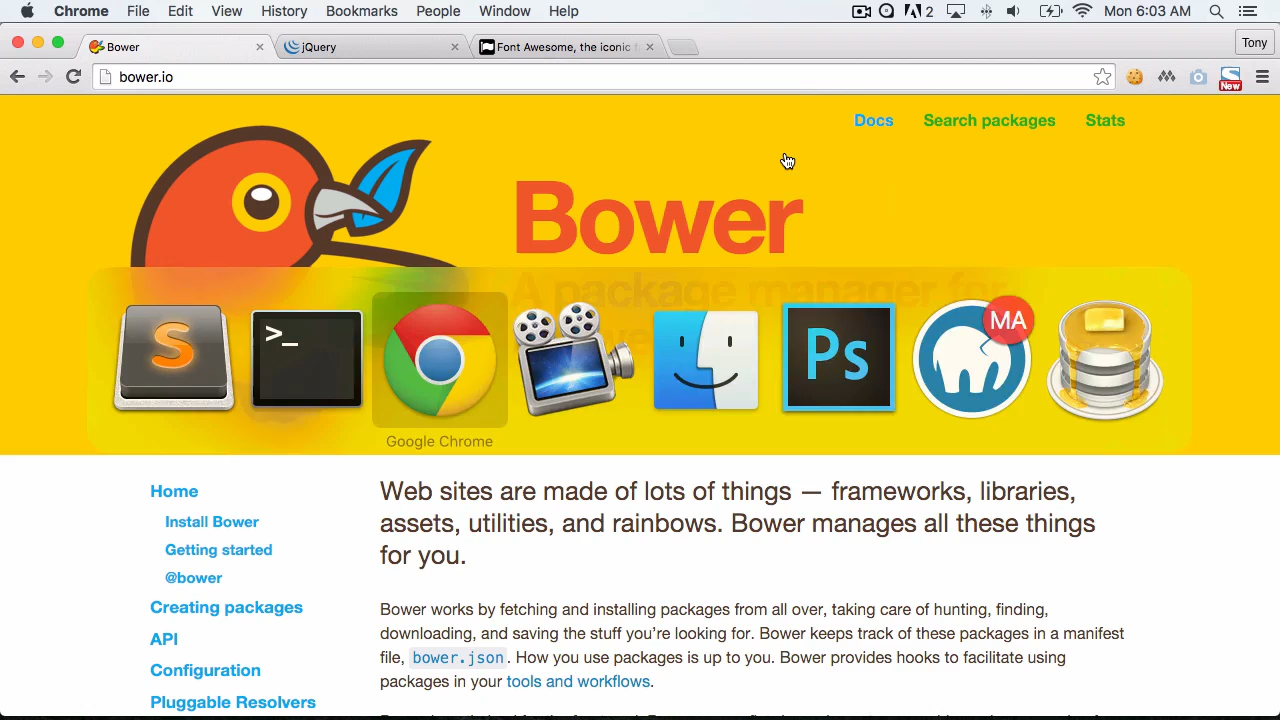 Chrome File Edit View History Bookmarks People Window Help 2 Mon 6:03 AM
Bower jQuery Font Awesome, the iconic f Tony
bower.io New
Docs Search packages Stats
Bower
A package manager for
S >_ Ps MA
Google Chrome
Home
Install Bower
Getting started
@bower
Creating packages
API
Configuration
Pluggable Resolvers
Web sites are made of lots of things — frameworks, libraries,
assets, utilities, and rainbows. Bower manages all these things
for you.
Bower works by fetching and installing packages from all over, taking care of hunting, finding,
downloading, and saving the stuff you’re looking for. Bower keeps track of these packages in a manifest
file, bower.json. How you use packages is up to you. Bower provides hooks to facilitate using
packages in your tools and workflows.